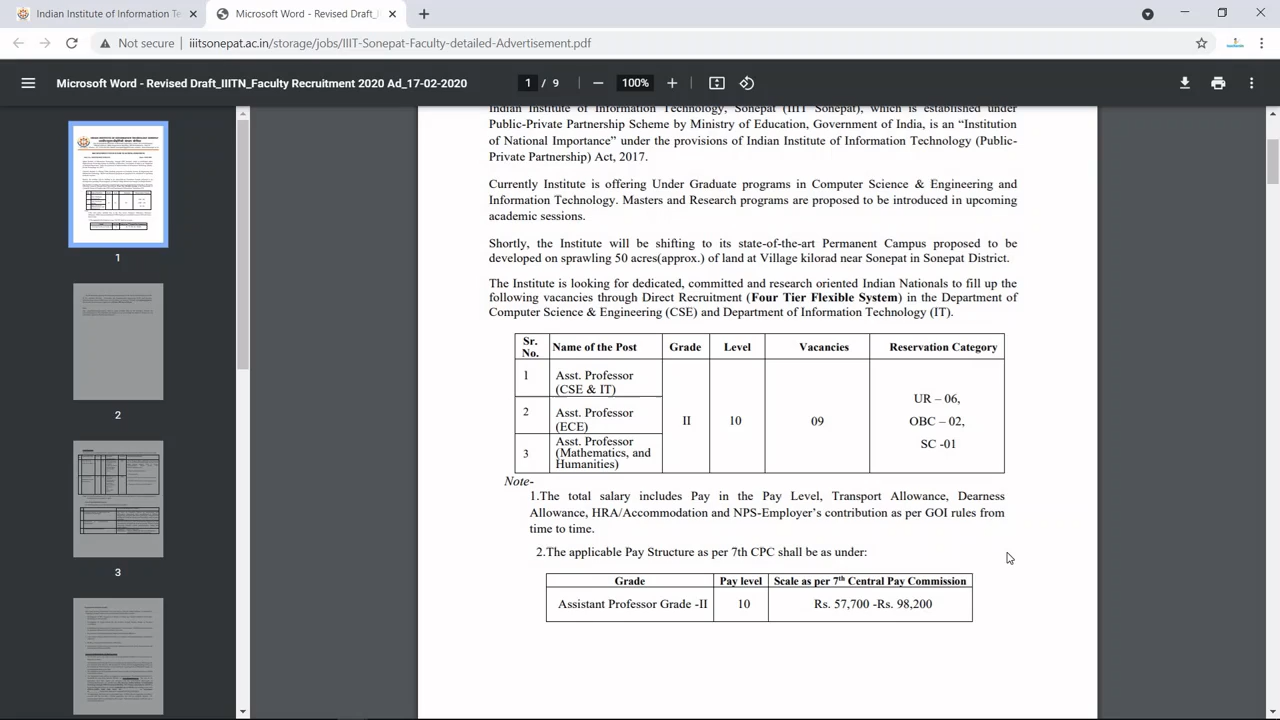 Indian Institute of Information Te
Microsoft Word - Revised Draft_I
Not secure
iiitsonepat.ac.in/storage/jobs/IIIT-Sonepat-Faculty-detailed-Advertisement.pdf
Microsoft Word - Revised Draft_IIITN_Faculty Recruitment 2020 Ad_17-02-2020
1 / 9
100%
1
2
3
Indian Institute of Information Technology, Sonepat (IIIT Sonepat), which is established under
Public-Private Partnership Scheme by Ministry of Education, Government of India, is an “Institution
of National Importance” under the provisions of Indian Institute of Information Technology (Public-
Private Partnership) Act, 2017.
Currently Institute is offering Under Graduate programs in Computer Science & Engineering and
Information Technology. Masters and Research programs are proposed to be introduced in upcoming
academic sessions.
Shortly, the Institute will be shifting to its state-of-the-art Permanent Campus proposed to be
developed on sprawling 50 acres(approx.) of land at Village kilorad near Sonepat in Sonepat District.
The Institute is looking for dedicated, committed and research oriented Indian Nationals to fill up the
following vacancies through Direct Recruitment (Four Tier Flexible System) in the Department of
Computer Science & Engineering (CSE) and Department of Information Technology (IT).
Sr. No. Name of the Post Grade Level Vacancies Reservation Category
1 Asst. Professor
(CSE & IT)
2 Asst. Professor
(ECE)
3 Asst. Professor
(Mathematics, and
Humanities)
II 10 09
UR – 06,
OBC – 02,
SC -01
Note-
1.The total salary includes Pay in the Pay Level, Transport Allowance, Dearness
Allowance, HRA/Accommodation and NPS-Employer’s contribution as per GOI rules from
time to time.
2.The applicable Pay Structure as per 7th CPC shall be as under:
Grade Pay level Scale as per 7th Central Pay Commission
Assistant Professor Grade -II 10 Rs. 57,700 -Rs. 98,200